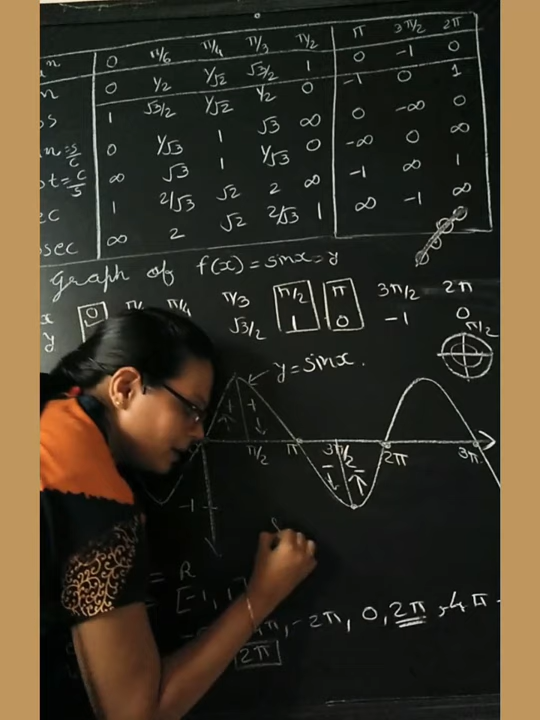 0 π/6 π/4 π/3 π/2 π 3π/2 2π
0 1/2 1/√2 √3/2 1 0 -1 0
1 √3/2 1/√2 1/2 0 -1 0 1
0 1/√3 1 √3 ∞ 0 -∞ 0
∞ √3 1 1/√3 0 -∞ 0 ∞
1 2/√3 √2 2 ∞ -1 ∞ 1
osec ∞ 2 √2 2/√3 1 ∞ -1 ∞
Graph of f(x) = sinx = y
x 0 π/3 π/2 π 3π/2 2π
y √3/2 1 0 -1 0
π/2
y = sinx.
π/2 π 3π/2 2π 3π
-1
= R
= [-1, 1
, -2π, 0, 2π, 4π -
2π